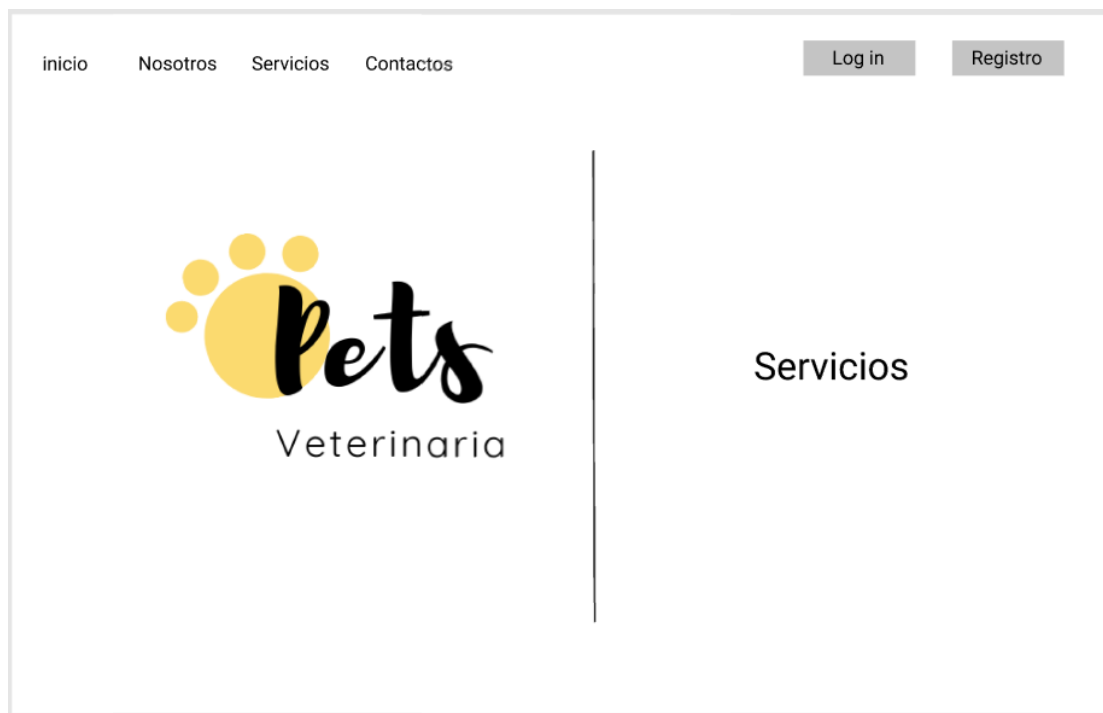 inicio Nosotros Servicios Contactos Log in Registro
Pets
Veterinaria
Servicios